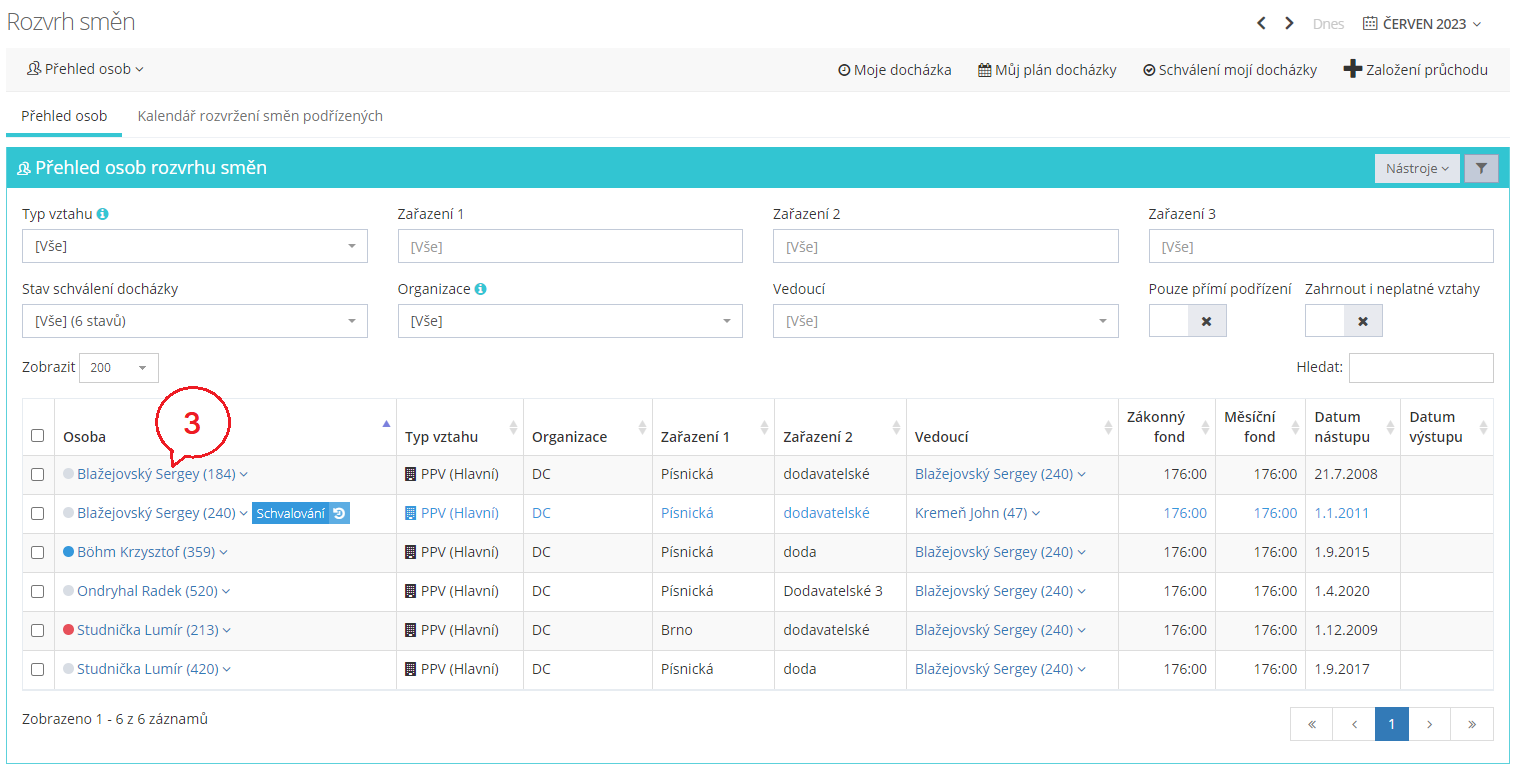 Rozvrh směn
Dnes ČERVEN 2023
Přehled osob
Moje docházka Můj plán docházky Schválení mojí docházky Založení průchodu
Přehled osob Kalendář rozvržení směn podřízených
Přehled osob rozvrhu směn Nástroje
Typ vztahu Zařazení 1 Zařazení 2 Zařazení 3
[Vše] [Vše] [Vše] [Vše]
Stav schválení docházky Organizace Vedoucí Pouze přímí podřízení Zahrnout i neplatné vztahy
[Vše] (6 stavů) [Vše] [Vše]
Zobrazit 200 Hledat:
3
Osoba Typ vztahu Organizace Zařazení 1 Zařazení 2 Vedoucí Zákonný fond Měsíční fond Datum nástupu Datum výstupu
Blažejovský Sergey (184) PPV (Hlavní) DC Písnická dodavatelské Blažejovský Sergey (240) 176:00 176:00 21.7.2008
Blažejovský Sergey (240) Schvalování PPV (Hlavní) DC Písnická dodavatelské Kremeň John (47) 176:00 176:00 1.1.2011
Böhm Krzysztof (359) PPV (Hlavní) DC Písnická doda Blažejovský Sergey (240) 176:00 176:00 1.9.2015
Ondryhal Radek (520) PPV (Hlavní) DC Písnická Dodavatelské 3 Blažejovský Sergey (240) 176:00 176:00 1.4.2020
Studnička Lumír (213) PPV (Hlavní) DC Brno dodavatelské Blažejovský Sergey (240) 176:00 176:00 1.12.2009
Studnička Lumír (420) PPV (Hlavní) DC Písnická doda Blažejovský Sergey (240) 176:00 176:00 1.9.2017
Zobrazeno 1 - 6 z 6 záznamů « ‹ 1 › »